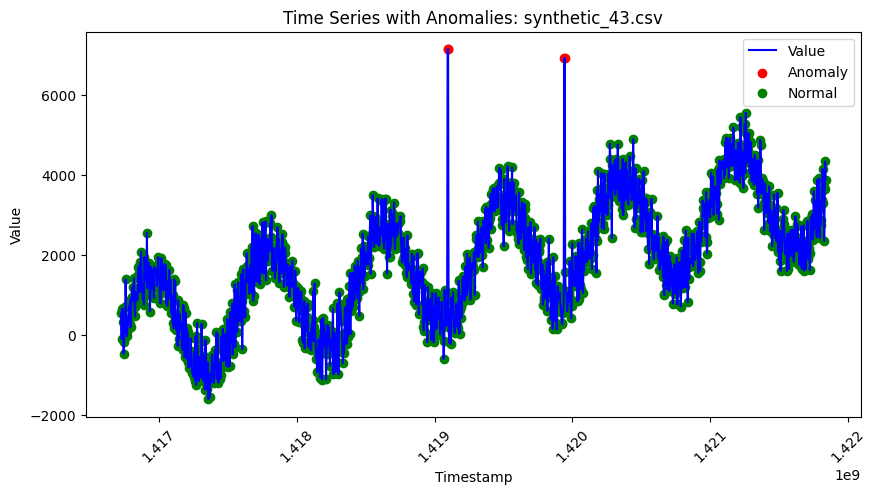 Time Series with Anomalies: synthetic_43.csv
Value
Anomaly
Normal
6000
4000
2000
0
−2000
Value
1.417
1.418
1.419
1.420
1.421
1.422
1e9
Timestamp